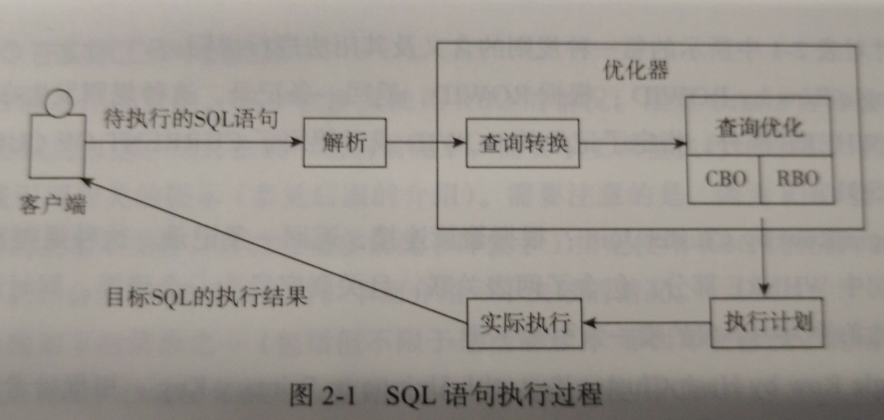 优化器
待执行的SQL语句
解析
查询转换
查询优化
CBO
RBO
客户端
目标SQL的执行结果
实际执行
执行计划
图 2-1 SQL 语句执行过程